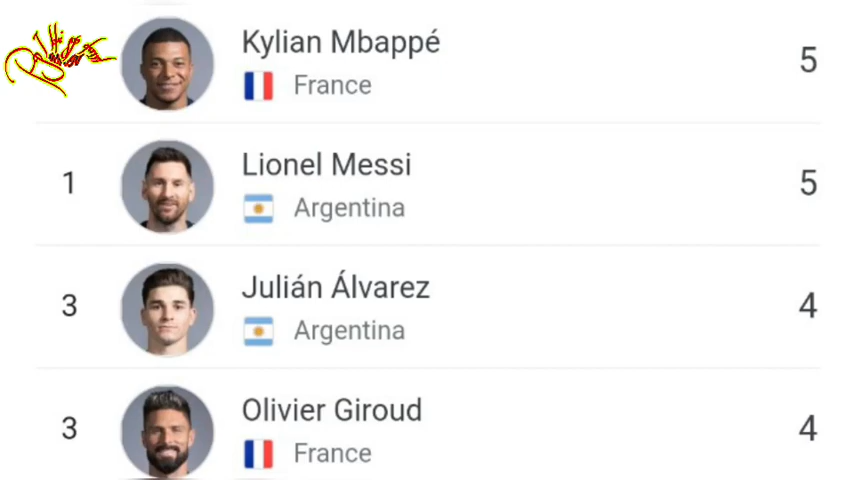 Kylian Mbappé
France
5
1
Lionel Messi
Argentina
5
3
Julián Álvarez
Argentina
4
3
Olivier Giroud
France
4